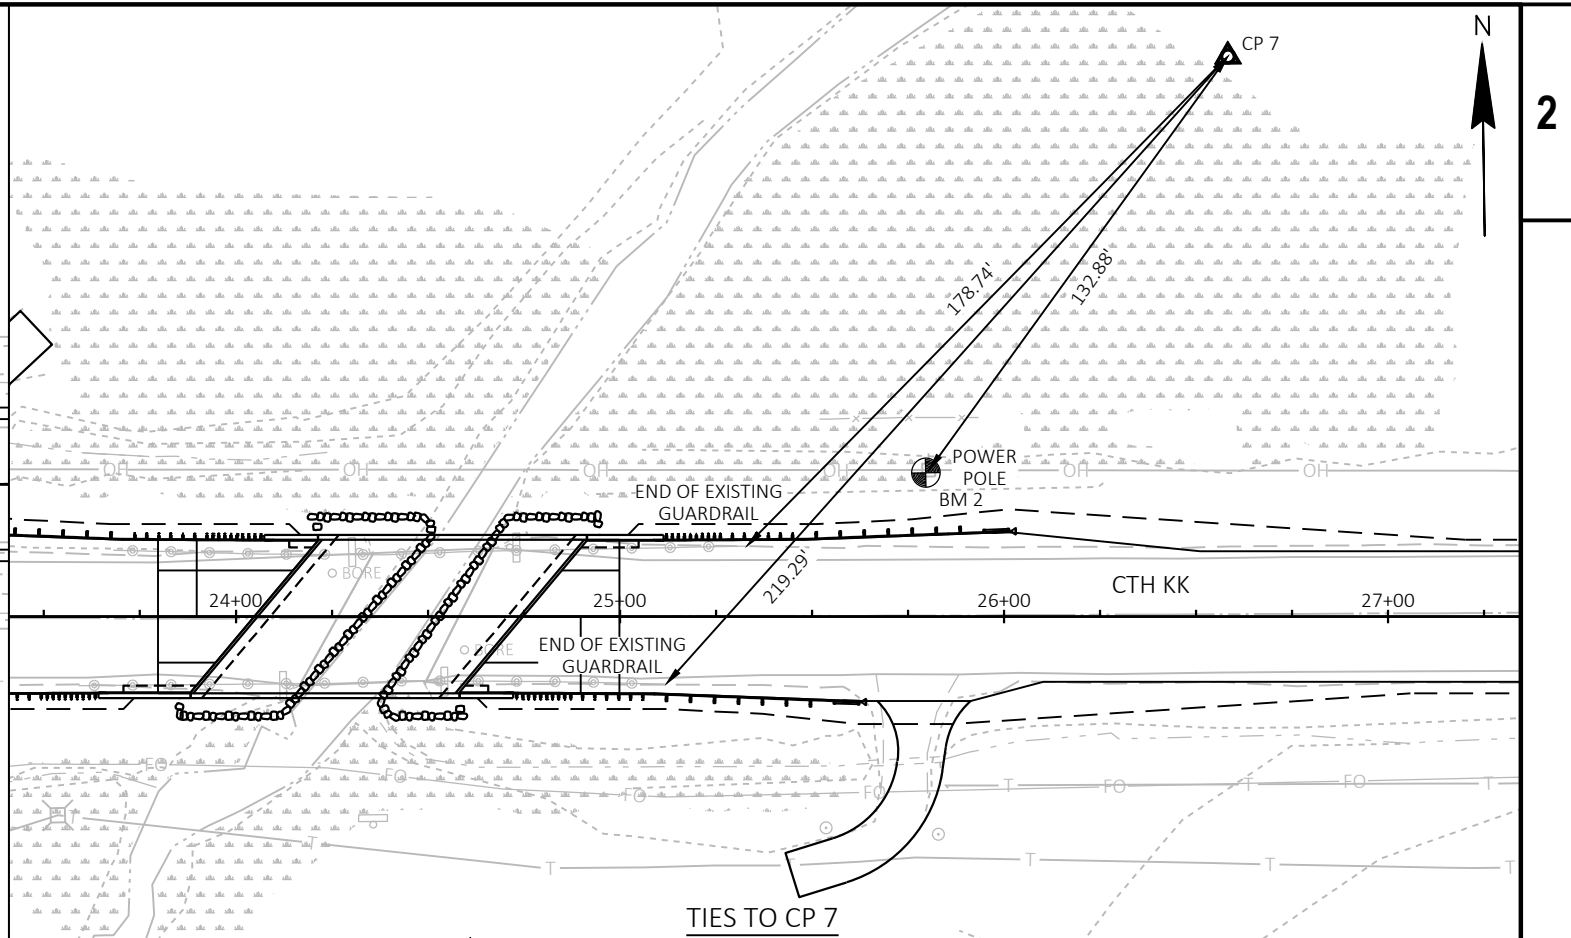 N
CP 7
2
178.74'
132.88'
OH OH OH OH OH OH
POWER
POLE
BM 2
END OF EXISTING
GUARDRAIL
219.29'
BORE
CTH KK
24+00 25+00 26+00 27+00
BORE
END OF EXISTING
GUARDRAIL
FO FO FO FO FO FO
T T T
T
T T T T
TIES TO CP 7